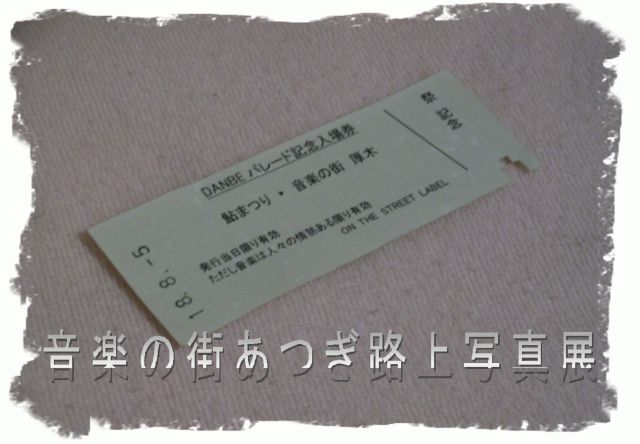 DANBE パレード記念入場券
鮎まつり ▸ 音楽の街 厚木
発行当日限り有効
ただし音楽は人々の情熱ある限り有効
ON THE STREET LABEL
祭 記念
18.8.-5
音楽の街あつぎ路上写真展